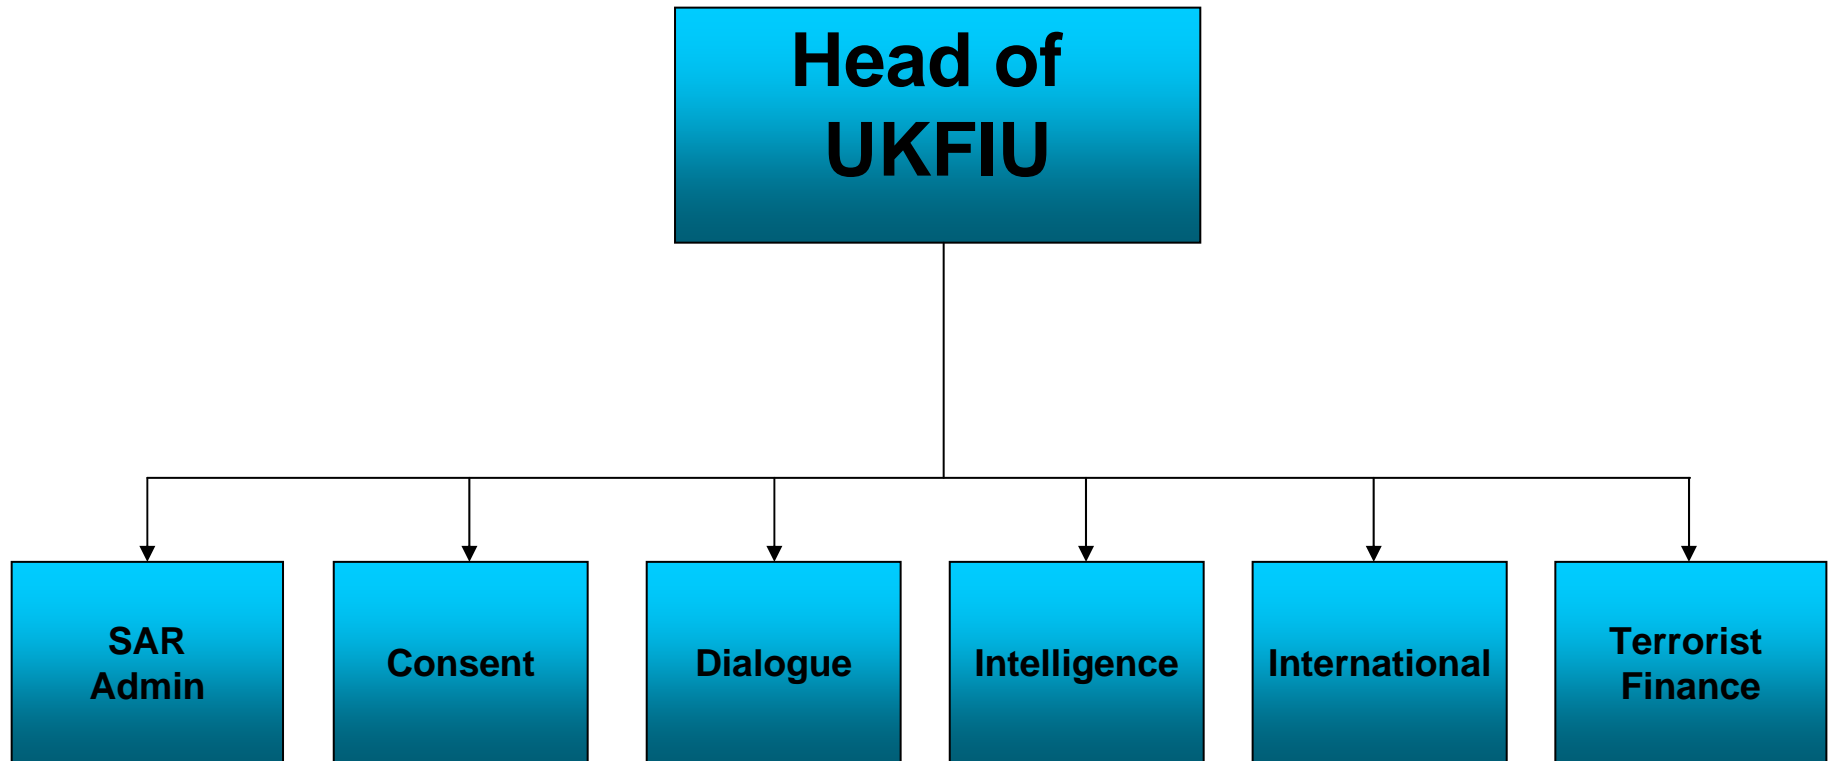 Head of
UKFIU
SAR
Admin
Consent
Dialogue
Intelligence
International
Terrorist
Finance